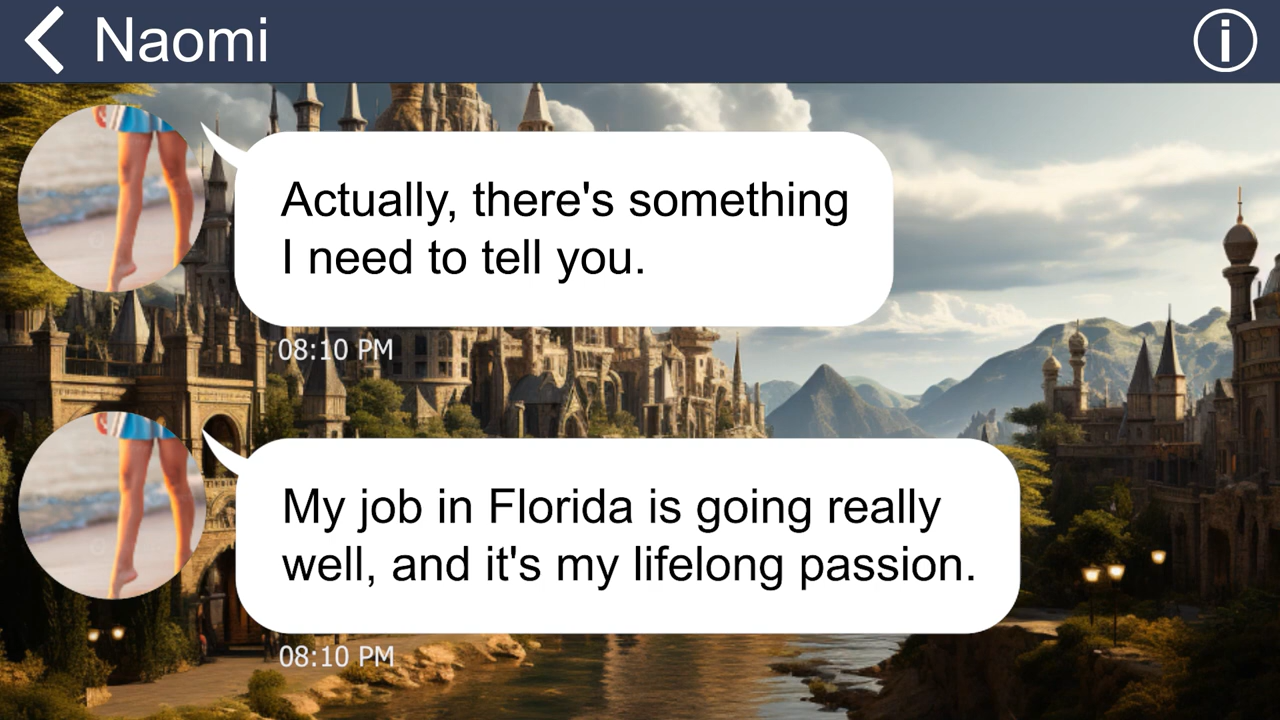 Naomi
Actually, there's something
I need to tell you.
08:10 PM
My job in Florida is going really
well, and it's my lifelong passion.
08:10 PM